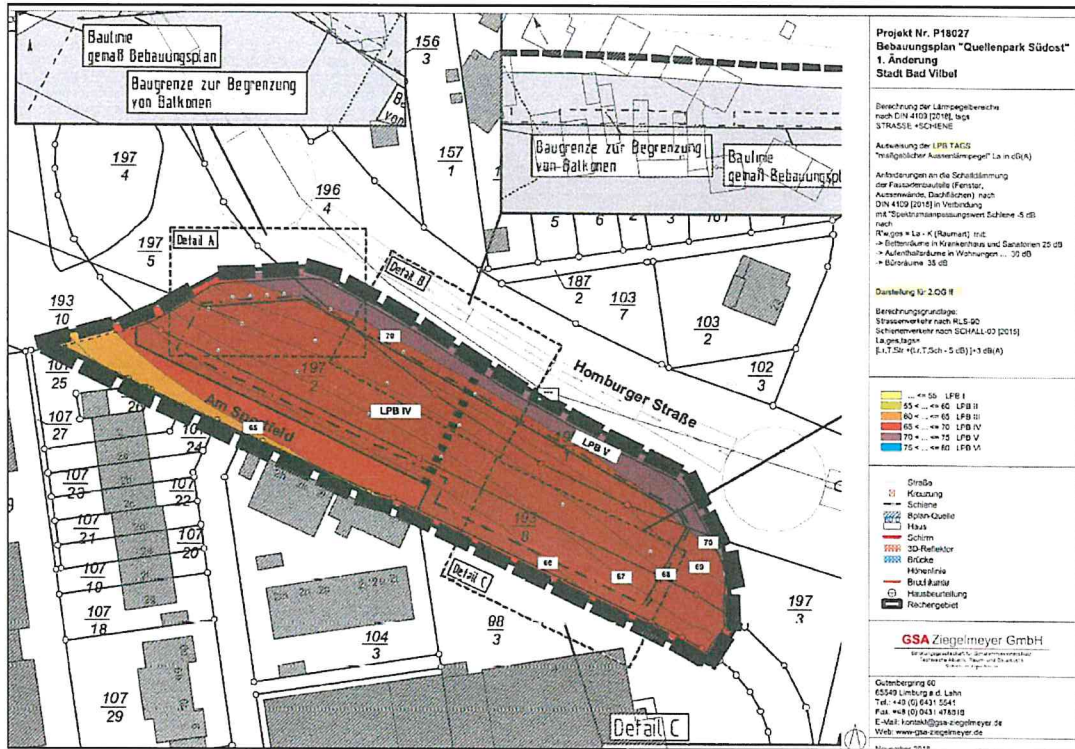 Baulinie
gemäß Bebauungsplan
Baugrenze zur Begrenzung
von Balkonen
156
3
197
4
157
1
196
4
Baugrenze zur Begrenzung
von Balkonen
Baulinie
gemäß Bebauungspl
5
6
2
3
1
197
5
Detail A
Detail B
187
2
103
7
103
2
102
3
193
10
70
197
2
Homburger Straße
LPB IV
LPB V
Am Sportfeld
65
107
25
107
27
24
107
23
107
22
107
21
107
20
107
19
107
18
107
29
193
8
66
67
68
69
70
Detail C
98
3
104
3
197
3
Detail C
Projekt Nr. P18027
Bebauungsplan "Quellenpark Südost"
1. Änderung
Stadt Bad Vilbel
Berechnung der Lärmpegelbereiche
nach DIN 4109 [2018], tags
STRASSE +SCHIENE
Ausweisung der LPB TAGS
"maßgeblicher Aussenlärmpegel" La in dB(A)
Anforderungen an die Schalldämmung
der Fassadenbauteile (Fenster,
Aussenwände, Dachflächen) nach
DIN 4109 [2018] in Verbindung
mit "Spektrumsanpassungswert Schiene -5 dB
nach
R'w,ges = La - K (Raumart) mit:
-> Bettenräume in Krankenhaus und Sanatorien 25 dB
-> Aufenthaltsräume in Wohnungen ... 30 dB
-> Büroräume 35 dB
Darstellung für 2.OG ff
Berechnungsgrundlage:
Strassenverkehr nach RLS-90
Schienenverkehr nach SCHALL-03 [2015]
La,ges,tags=
[Lr,T,Str +(Lr,T,Sch - 5 dB)]+3 dB(A)
... <= 55 LPB I
55 < ... <= 60 LPB II
60 < ... <= 65 LPB III
65 < ... <= 70 LPB IV
70 < ... <= 75 LPB V
75 < ... <= 80 LPB VI
Straße
Kreuzung
Schiene
Bplan-Quelle
Haus
Schirm
3D-Reflektor
Brücke
Höhenlinie
Bruchkante
Hausbeurteilung
Rechengebiet
GSA Ziegelmeyer GmbH
Gutenbergring 60
65549 Limburg a.d. Lahn
Tel.: +49 (0) 6431 5541
E-Mail: kontakt@gsa-ziegelmeyer.de
Web: www.gsa-ziegelmeyer.de
November 2018